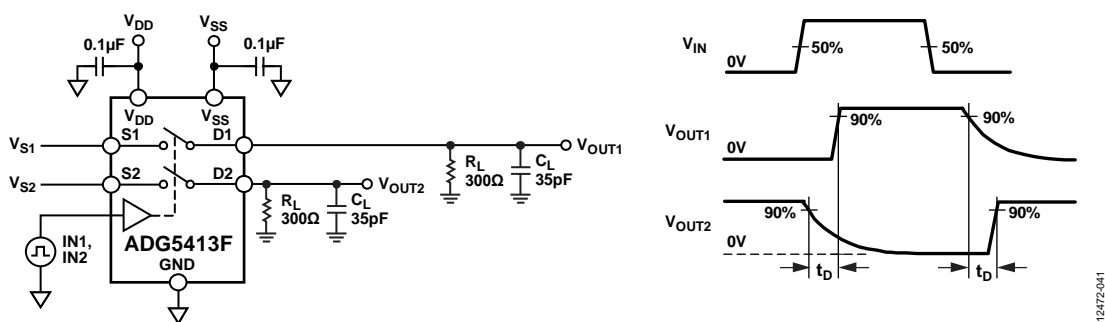 VDD
VSS
0.1µF
0.1µF
VDD
VSS
VS1
S1
D1
VOUT1
RL
300Ω
CL
35pF
VS2
S2
D2
VOUT2
RL
300Ω
CL
35pF
IN1,
IN2
ADG5413F
GND
VIN
0V
50%
50%
VOUT1
0V
90%
90%
VOUT2
90%
90%
0V
tD
tD
12472-041